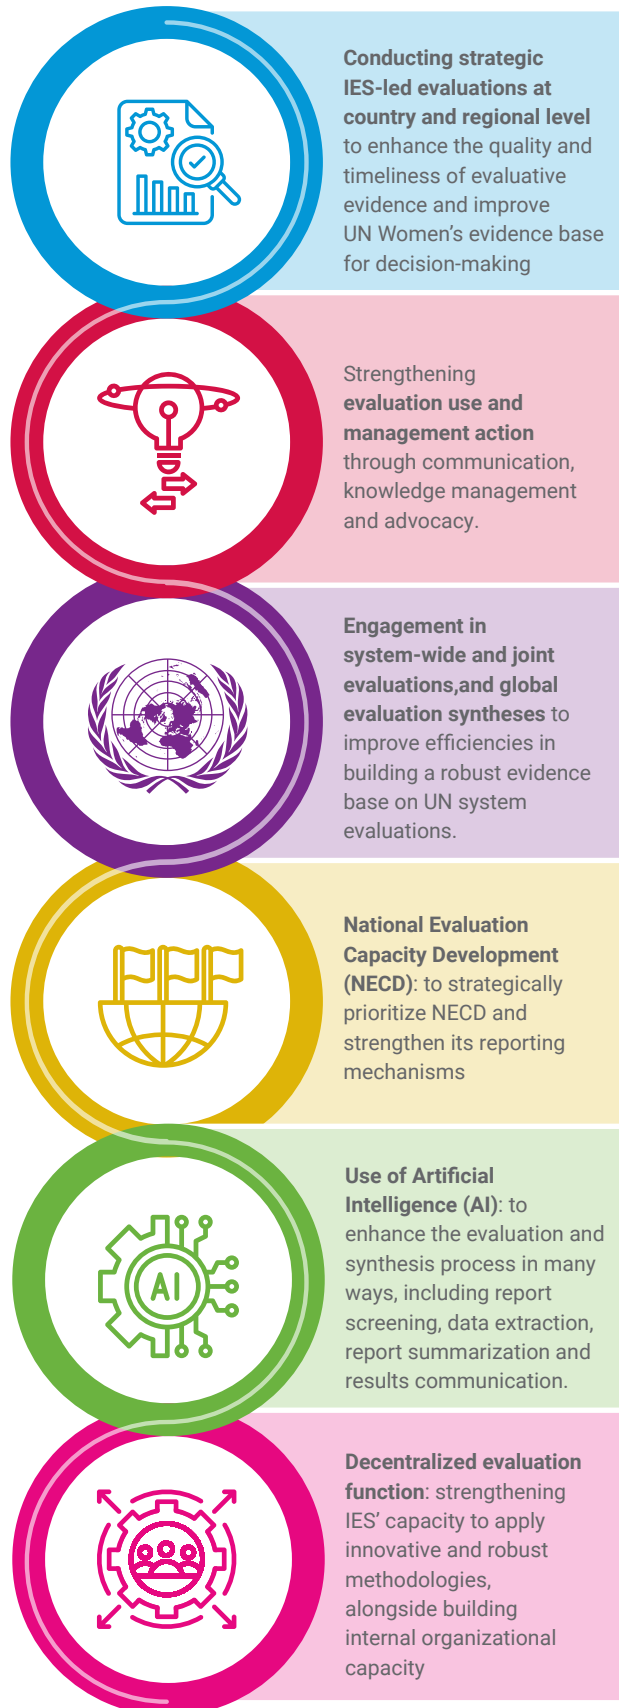 Conducting strategic
IES-led evaluations at
country and regional level
to enhance the quality and
timeliness of evaluative
evidence and improve
UN Women's evidence base
for decision-making
Strengthening
evaluation use and
management action
through communication,
knowledge management
and advocacy.
Engagement in
system-wide and joint
evaluations,and global
evaluation syntheses to
improve efficiencies in
building a robust evidence
base on UN system
evaluations.
National Evaluation
Capacity Development
(NECD): to strategically
prioritize NECD and
strengthen its reporting
mechanisms
AI
Use of Artificial
Intelligence (AI): to
enhance the evaluation and
synthesis process in many
ways, including report
screening, data extraction,
report summarization and
results communication.
Decentralized evaluation
function: strengthening
IES' capacity to apply
innovative and robust
methodologies,
alongside building
internal organizational
capacity